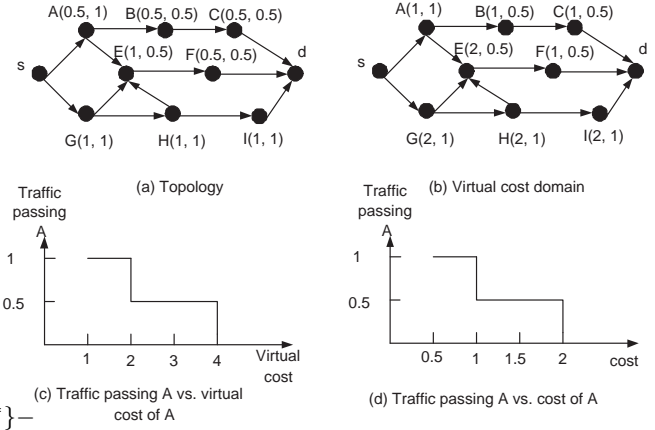 A(0.5, 1) B(0.5, 0.5) C(0.5, 0.5)
E(1, 0.5) F(0.5, 0.5)
s
d
G(1, 1) H(1, 1) I(1, 1)
(a) Topology
A(1, 1) B(1, 0.5) C(1, 0.5)
E(2, 0.5) F(1, 0.5)
s
d
G(2, 1) H(2, 1) I(2, 1)
(b) Virtual cost domain
Traffic
passing
A
1
0.5
1 2 3 4
Virtual
cost
(c) Traffic passing A vs. virtual
cost of A
Traffic
passing
A
1
0.5
0.5 1 1.5 2
cost
(d) Traffic passing A vs. cost of A
} –